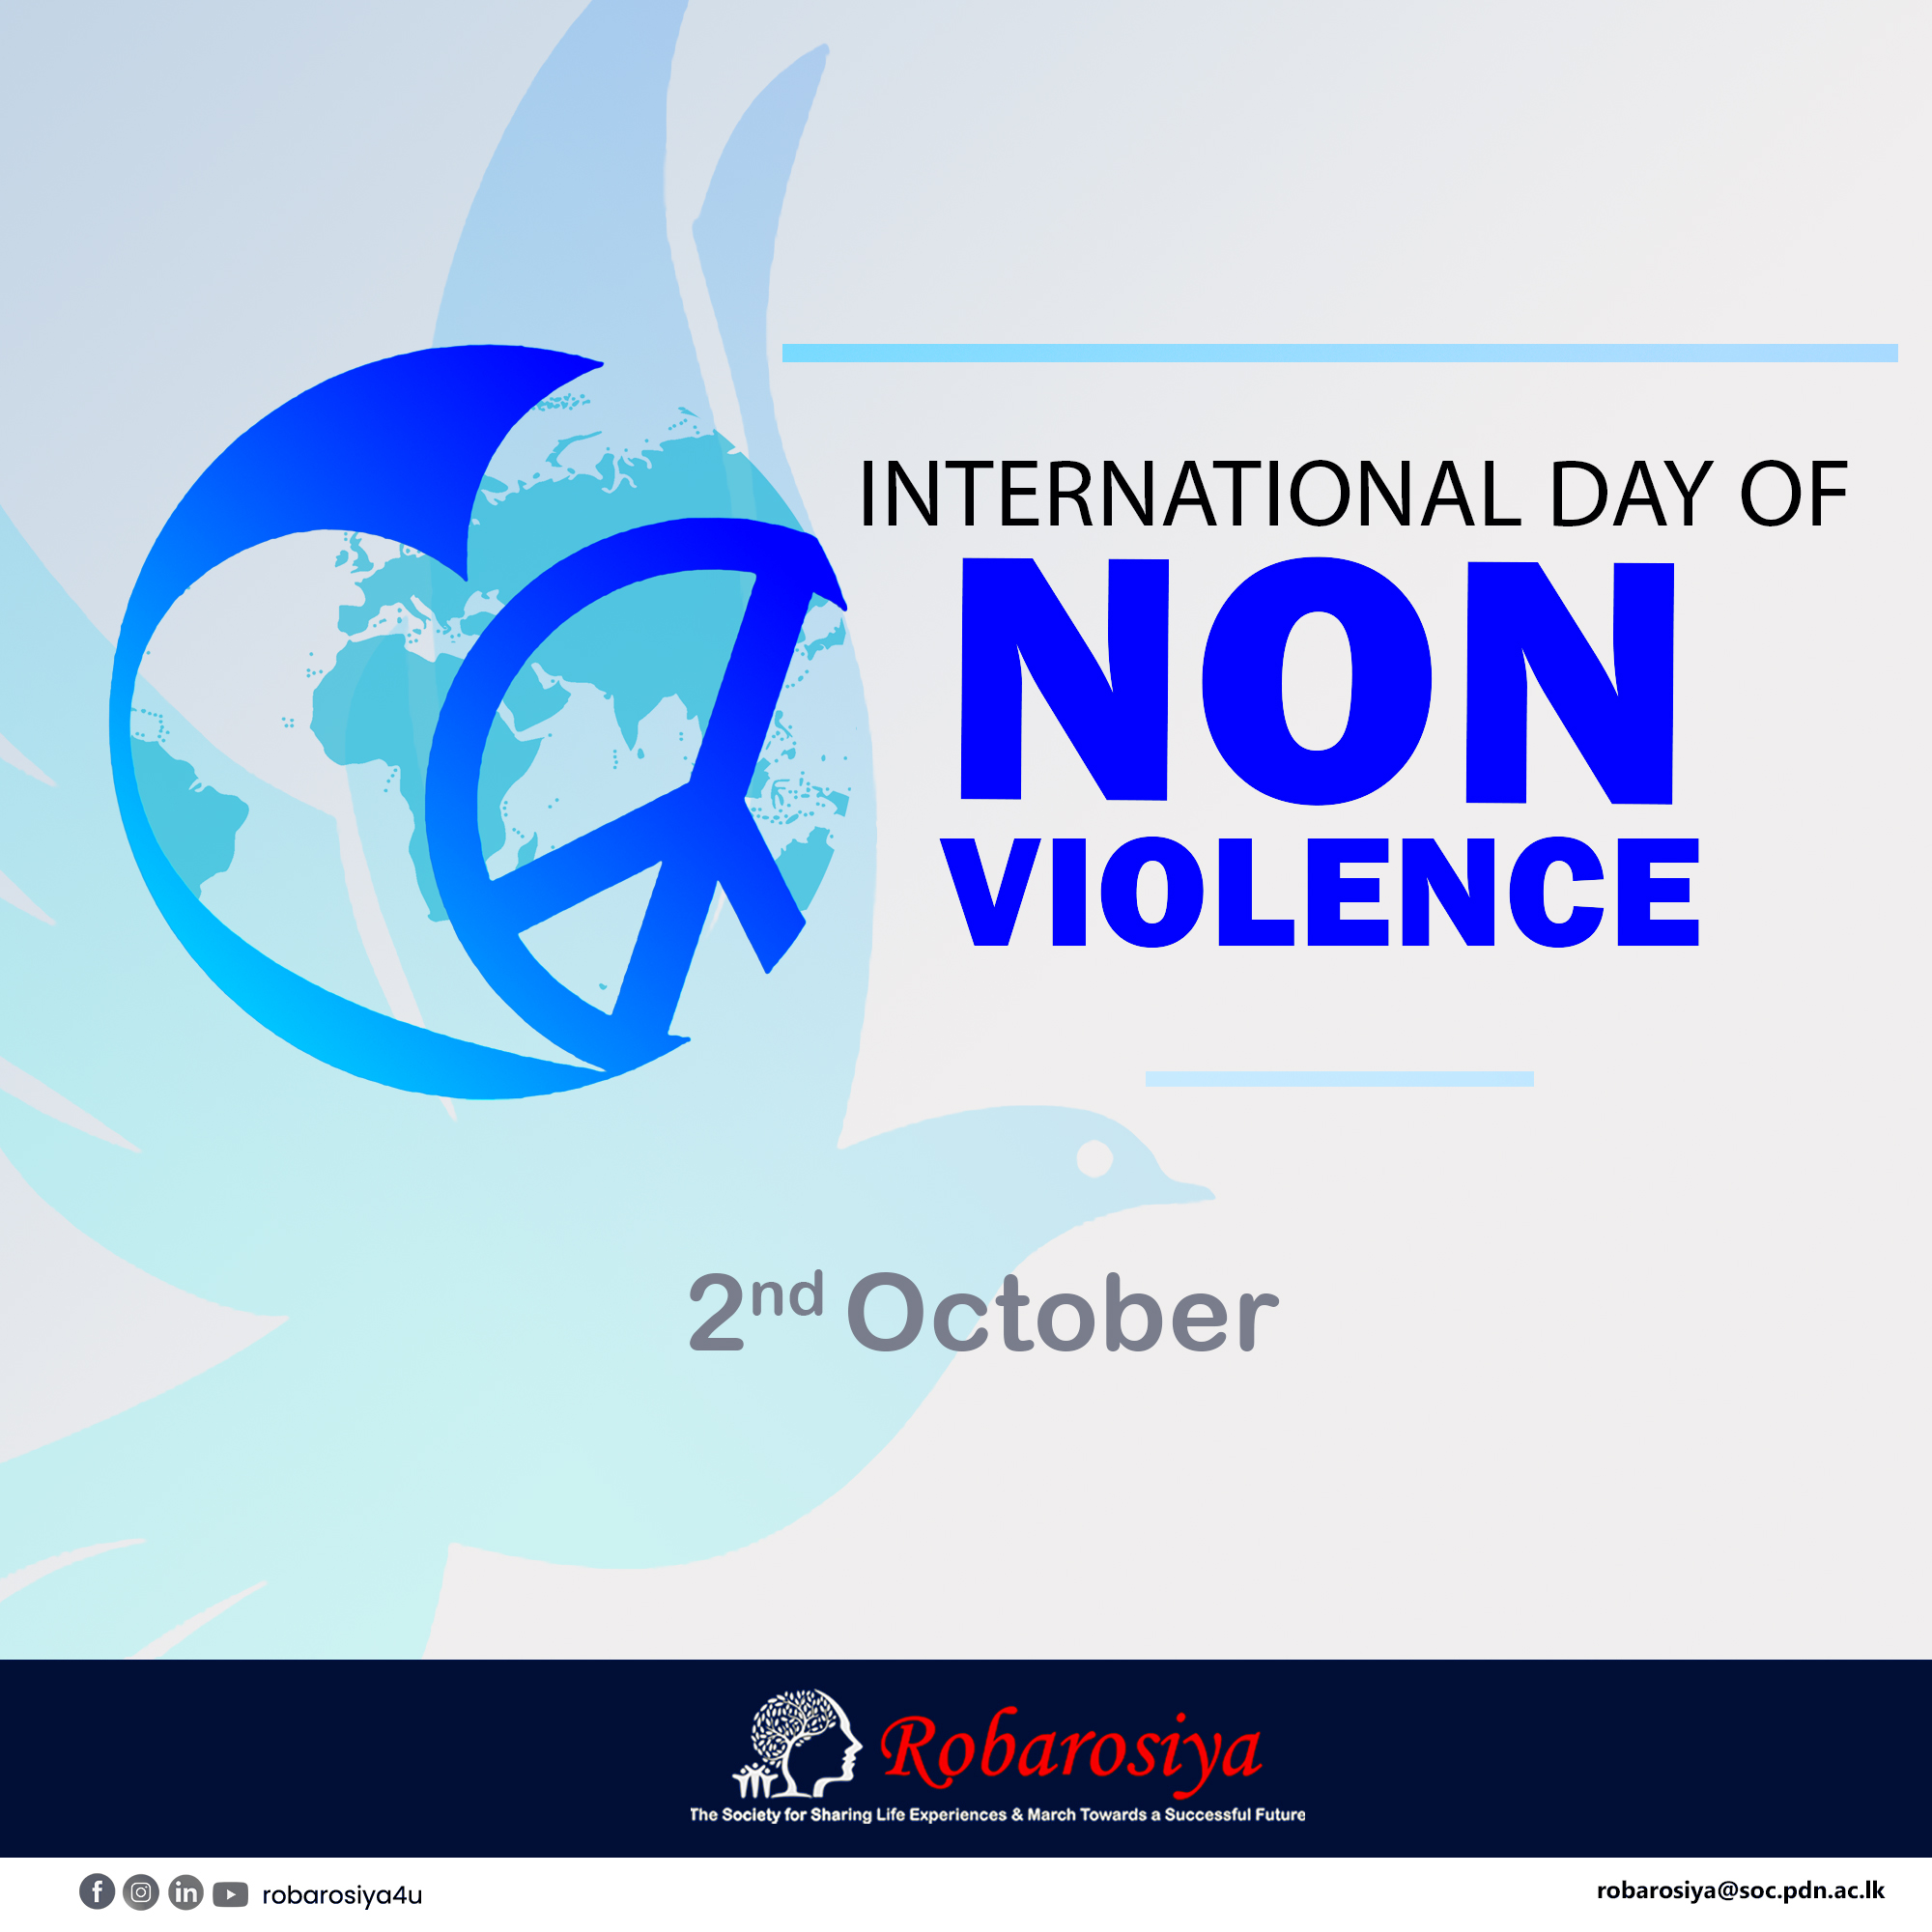 INTERNATIONAL DAY OF
NON
VIOLENCE
2nd October
Robarosiya
The Society for Sharing Life Experiences & March Towards a Successful Future
robarosiya4u
robarosiya@soc.pdn.ac.lk